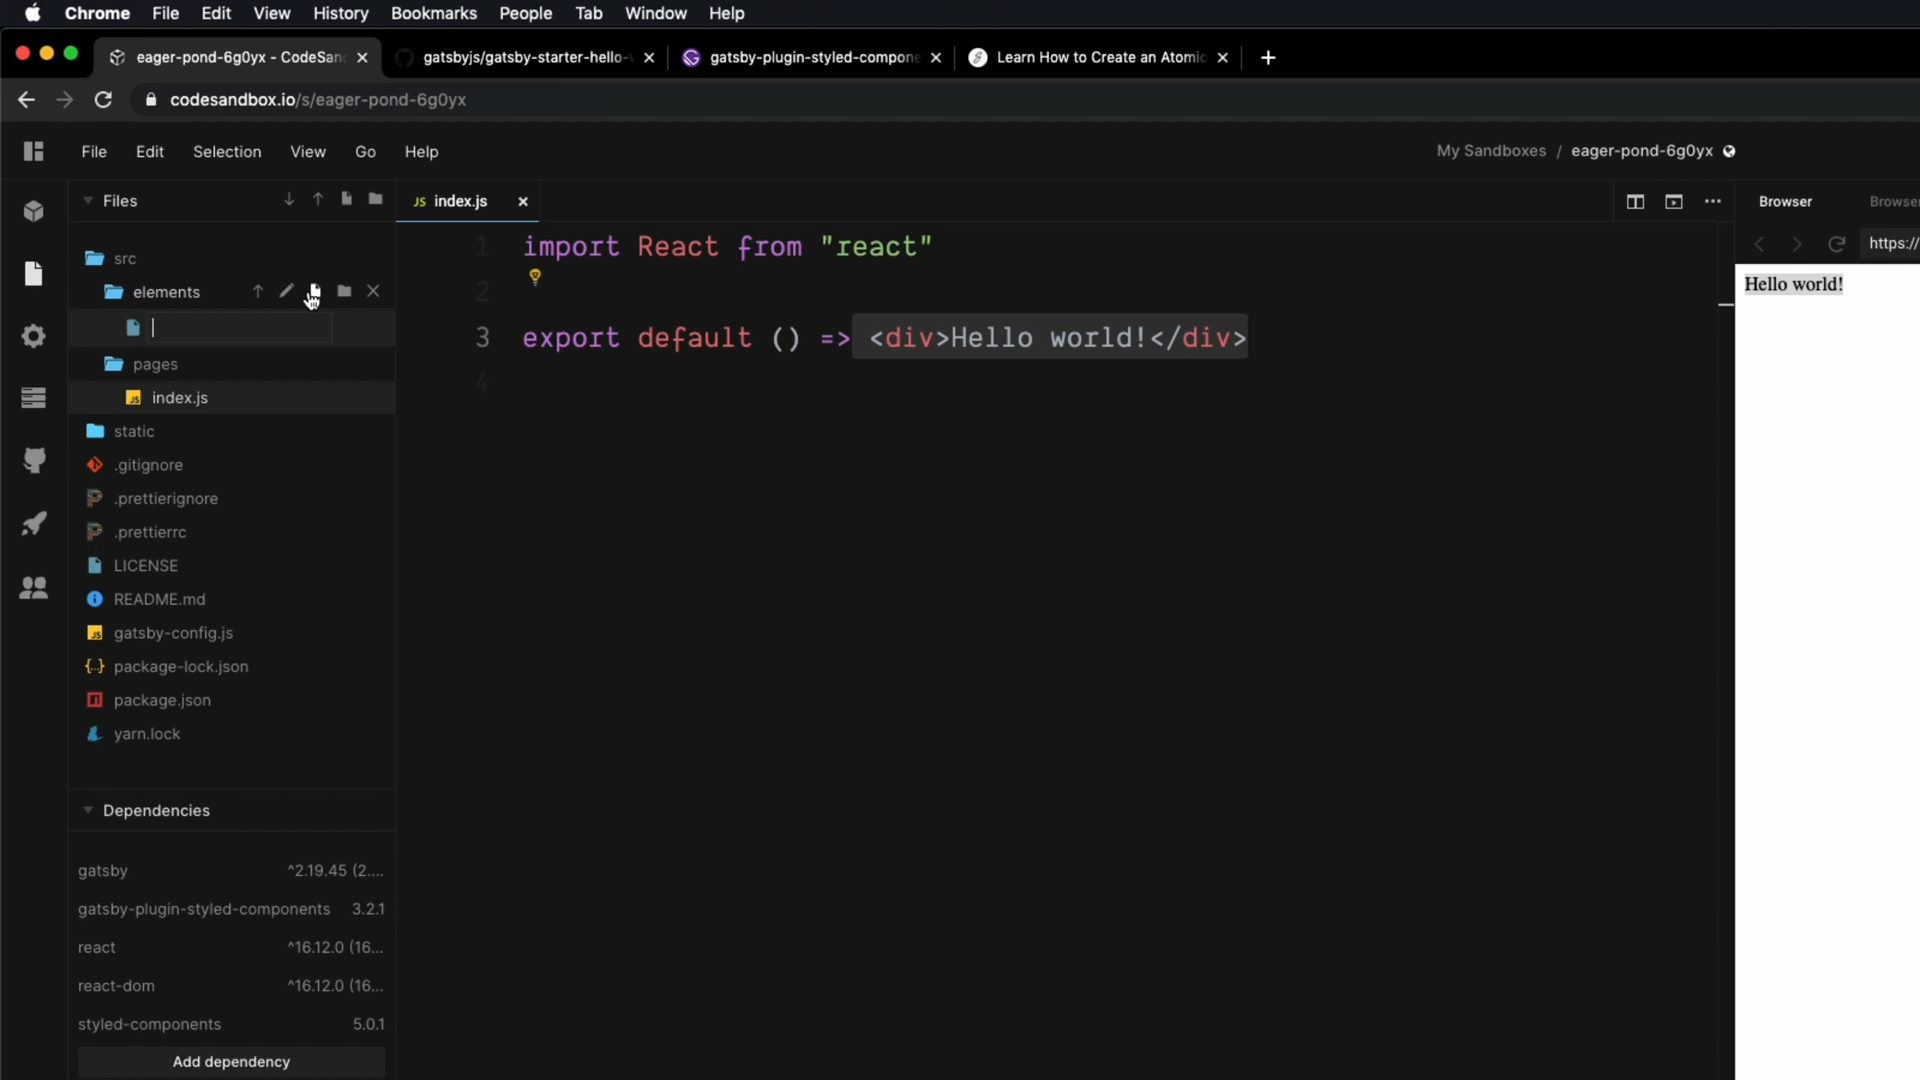 Chrome File Edit View History Bookmarks People Tab Window Help
eager-pond-6g0yx - CodeSan
gatsbyjs/gatsby-starter-hello-
gatsby-plugin-styled-compone
Learn How to Create an Atomic
codesandbox.io/s/eager-pond-6g0yx
File Edit Selection View Go Help
My Sandboxes / eager-pond-6g0yx
Files
JS index.js
Browser
Browser
https://
src
elements
pages
index.js
static
.gitignore
.prettierignore
.prettierrc
LICENSE
README.md
gatsby-config.js
package-lock.json
package.json
yarn.lock
1 import React from "react"
2
3 export default () => <div>Hello world!</div>
4
Hello world!
Dependencies
gatsby ^2.19.45 (2....
gatsby-plugin-styled-components 3.2.1
react ^16.12.0 (16...
react-dom ^16.12.0 (16...
styled-components 5.0.1
Add dependency